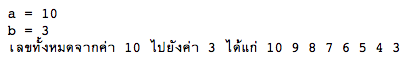 a = 10
b = 3
เลขทั้งหมดจากค่า 10 ไปยังค่า 3 ได้แก่ 10 9 8 7 6 5 4 3